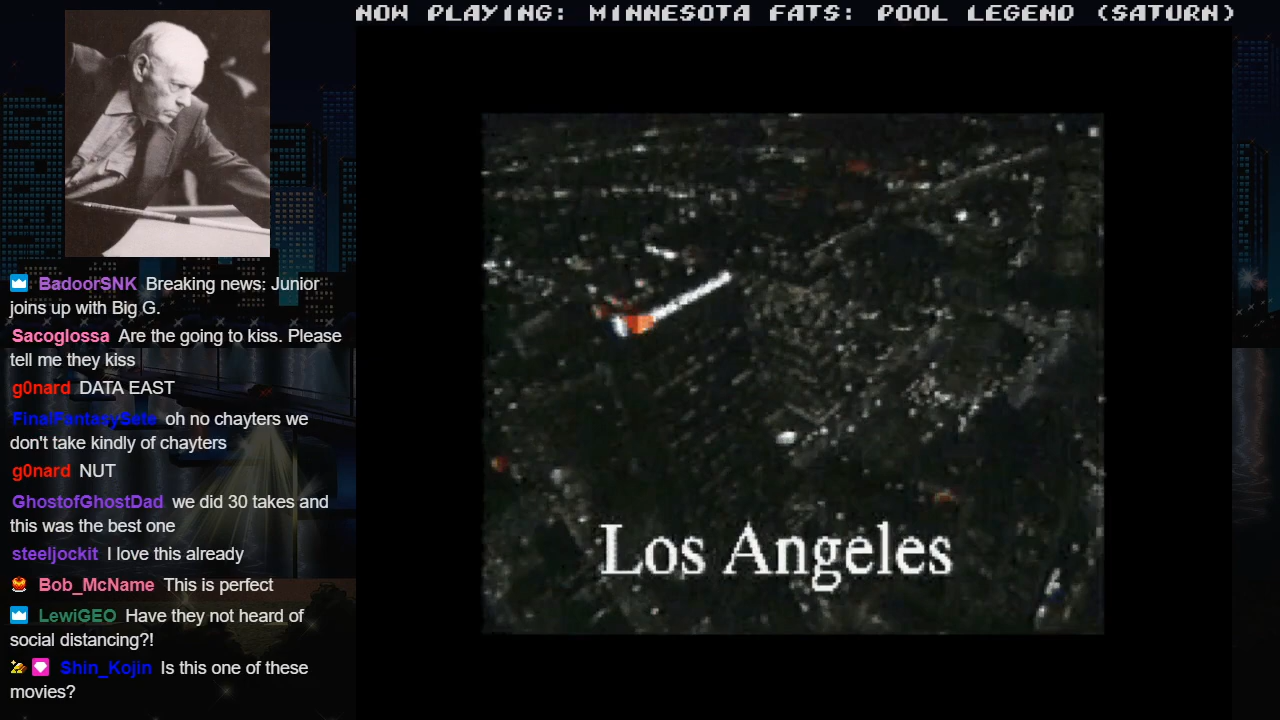 NOW PLAYING: MINNESOTA FATS: POOL LEGEND (SATURN)
BadoorSNK Breaking news: Junior
joins up with Big G.
Sacoglossa Are the going to kiss. Please
tell me they kiss
g0nard DATA EAST
FinalFantasySete oh no chayters we
don't take kindly of chayters
g0nard NUT
GhostofGhostDad we did 30 takes and
this was the best one
steeljockit I love this already
Bob_McName This is perfect
LewiGEO Have they not heard of
social distancing?!
Shin_Kojin Is this one of these
movies?
Los Angeles